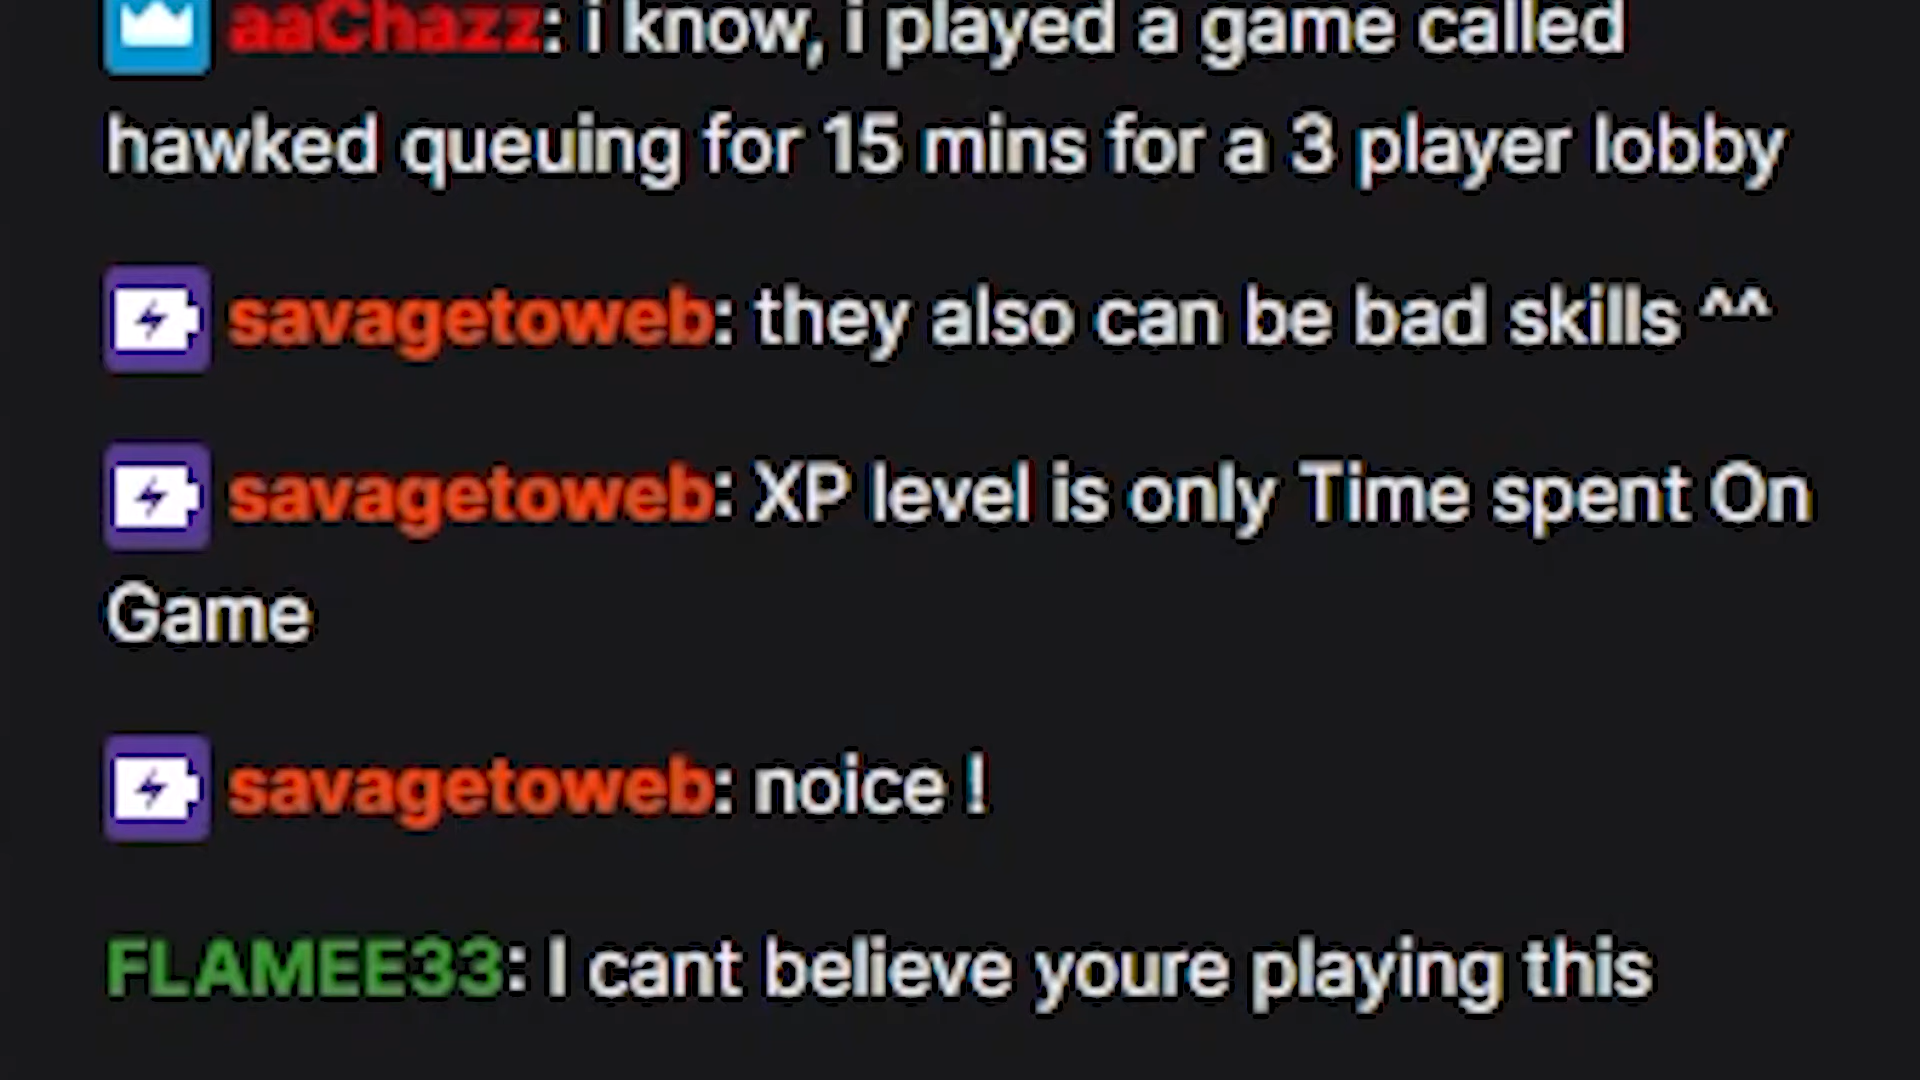 aaChazz: i know, i played a game called
hawked queuing for 15 mins for a 3 player lobby
savagetoweb: they also can be bad skills ^^
savagetoweb: XP level is only Time spent On
Game
savagetoweb: noice !
FLAMEE33: I cant believe youre playing this